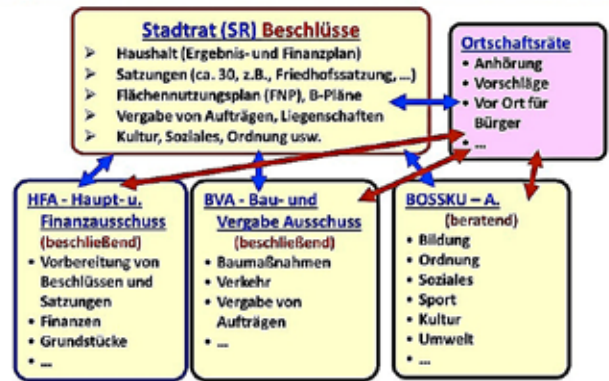 Stadtrat (SR) Beschlüsse
➢ Haushalt (Ergebnis- und Finanzplan)
➢ Satzungen (ca. 30, z.B., Friedhofssatzung, ...)
➢ Flächennutzungsplan (FNP), B-Pläne
➢ Vergabe von Aufträgen, Liegenschaften
➢ Kultur, Soziales, Ordnung usw.
Ortschaftsräte
• Anhörung
• Vorschläge
• Vor Ort für
Bürger
• ...
HFA - Haupt- u.
Finanzausschuss
(beschließend)
• Vorbereitung von
Beschlüssen und
Satzungen
• Finanzen
• Grundstücke
• ...
BVA - Bau- und
Vergabe Ausschuss
(beschließend)
• Baumaßnahmen
• Verkehr
• Vergabe von
Aufträgen
• ...
BOSSKU – A.
(beratend)
• Bildung
• Ordnung
• Soziales
• Sport
• Kultur
• Umwelt
• ...